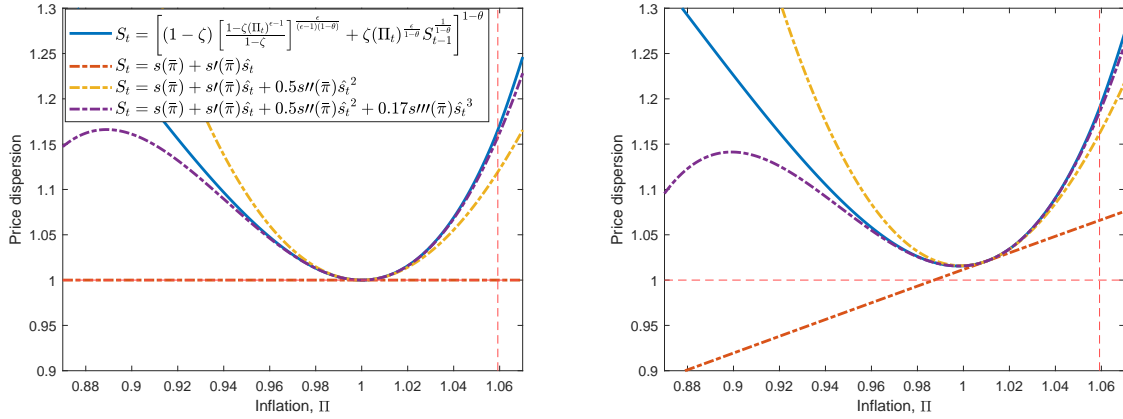 1.3
1.25
1.2
1.15
1.1
1.05
1
0.95
0.9
Price dispersion
S_t = [(1 − ζ) [(1−ζ(Π_t)^{ϵ−1})/(1−ζ)]^{ϵ/((ϵ−1)(1−θ))} + ζ(Π_t)^{ϵ/(1−θ)} S_{t−1}^{1/(1−θ)}]^{1−θ}
S_t = s(π̄) + s′(π̄)ŝ_t
S_t = s(π̄) + s′(π̄)ŝ_t + 0.5s′′(π̄)ŝ_t^2
S_t = s(π̄) + s′(π̄)ŝ_t + 0.5s′′(π̄)ŝ_t^2 + 0.17s′′′(π̄)ŝ_t^3
0.88 0.9 0.92 0.94 0.96 0.98 1 1.02 1.04 1.06
Inflation, Π
1.3
1.25
1.2
1.15
1.1
1.05
1
0.95
0.9
Price dispersion
0.88 0.9 0.92 0.94 0.96 0.98 1 1.02 1.04 1.06
Inflation, Π